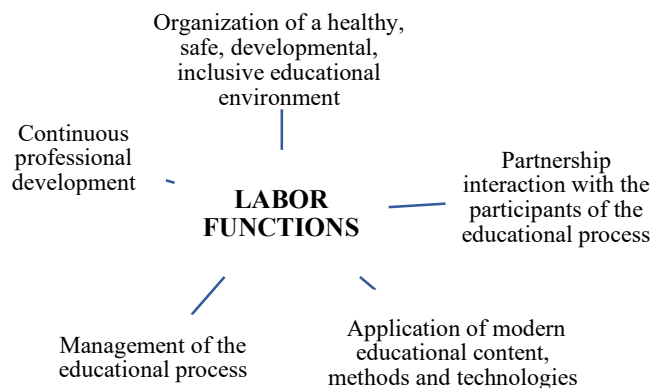 Organization of a healthy,
safe, developmental,
inclusive educational
environment
Continuous
professional
development
Partnership
interaction with the
participants of the
educational process
LABOR
FUNCTIONS
Management of the
educational process
Application of modern
educational content,
methods and technologies